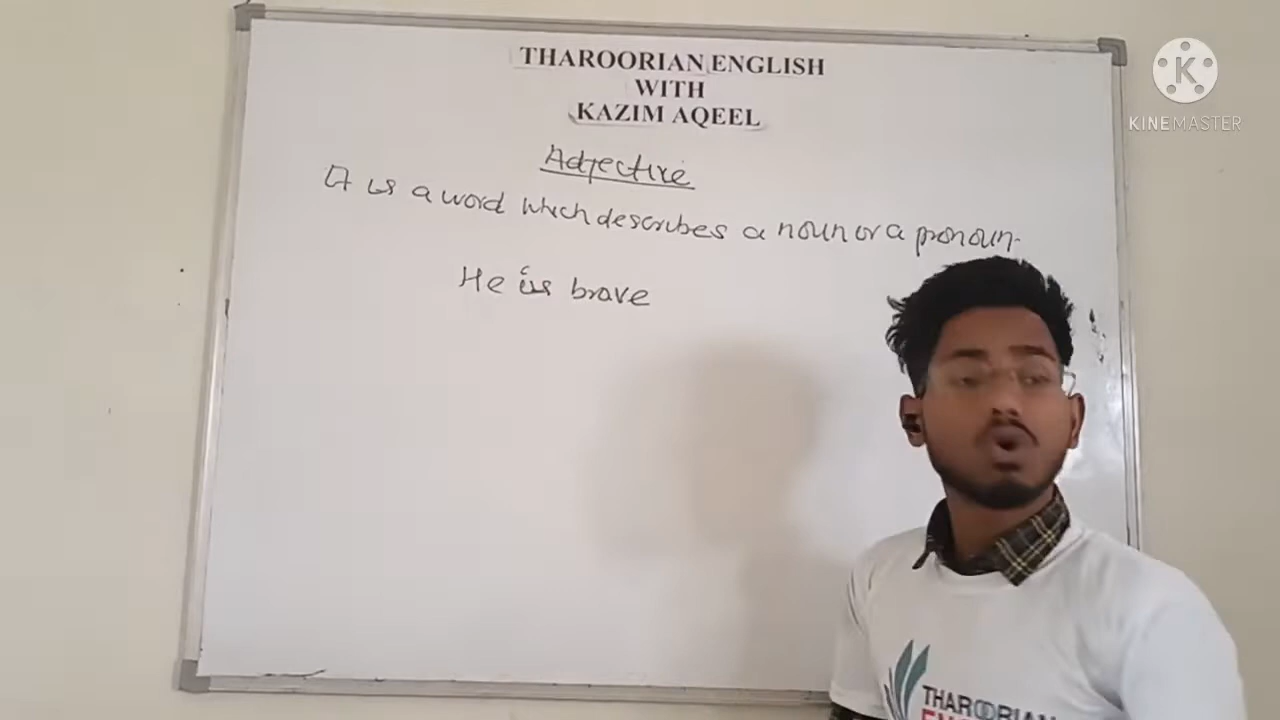 THAROORIAN ENGLISH
WITH
KAZIM AQEEL
Adjective
It is a word which describes a noun or a pronoun.
He is brave
KINEMASTER
THAROORIAN